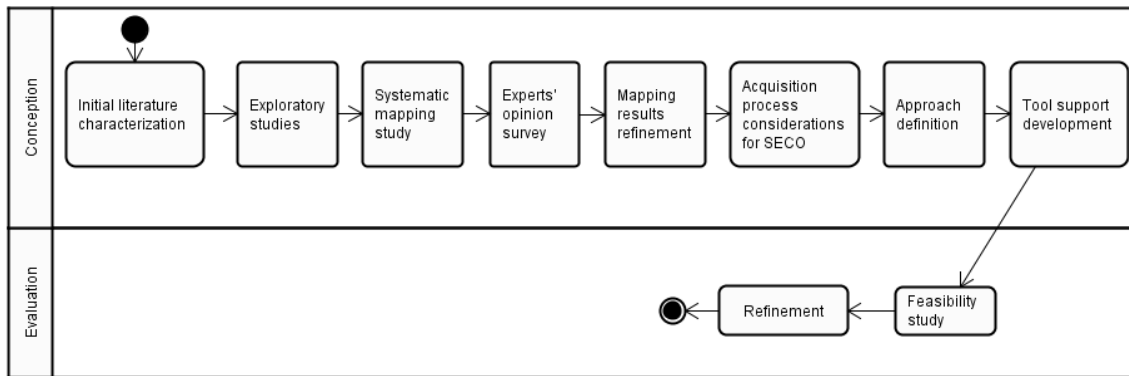 Conception
Initial literature
characterization
Exploratory
studies
Systematic
mapping
study
Experts'
opinion
survey
Mapping
results
refinement
Acquisition
process
considerations
for SECO
Approach
definition
Tool support
development
Evaluation
Feasibility
study
Refinement